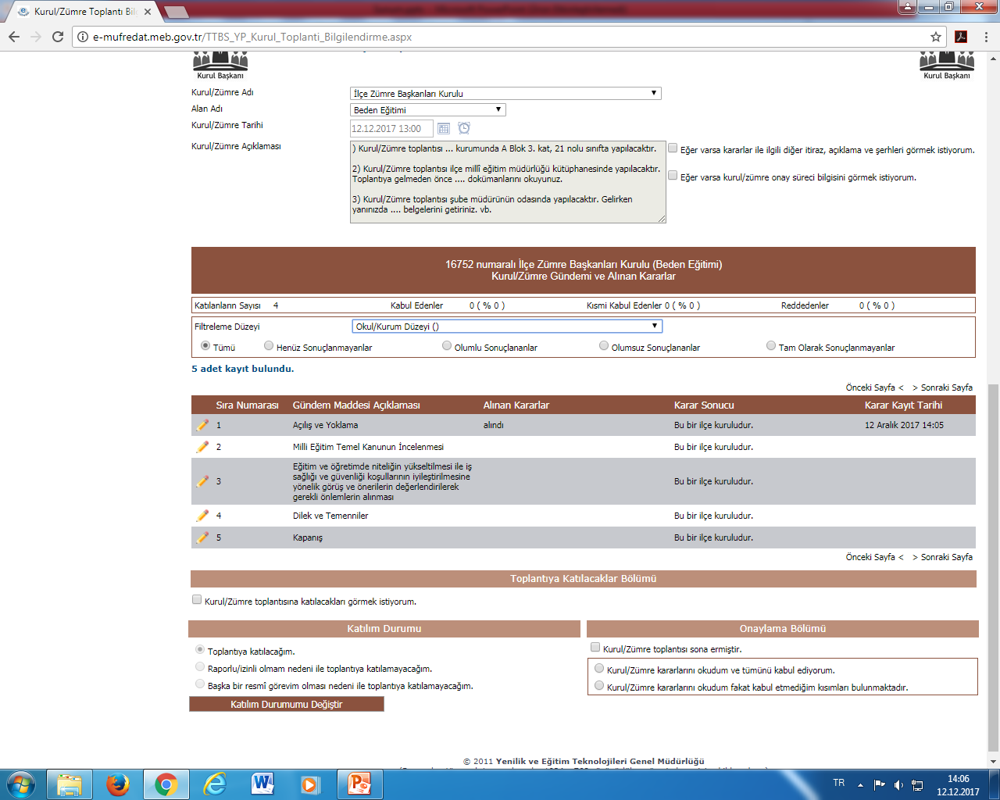 Kurul/Zümre Toplantı Bil
e-mufredat.meb.gov.tr/TTBS_YP_Kurul_Toplanti_Bilgilendirme.aspx
Kurul Başkanı
Kurul Başkanı
Kurul/Zümre Adı
İlçe Zümre Başkanları Kurulu
Alan Adı
Beden Eğitimi
Kurul/Zümre Tarihi
12.12.2017 13:00
Kurul/Zümre Açıklaması
) Kurul/Zümre toplantısı ... kurumunda A Blok 3. kat, 21 nolu sınıfta yapılacaktır.
2) Kurul/Zümre toplantısı ilçe millî eğitim müdürlüğü kütüphanesinde yapılacaktır.
Toplantıya gelmeden önce .... dokümanlarını okuyunuz.
3) Kurul/Zümre toplantısı şube müdürünün odasında yapılacaktır. Gelirken
yanınızda .... belgelerini getiriniz. vb.
Eğer varsa kararlar ile ilgili diğer itiraz, açıklama ve şerhleri görmek istiyorum.
Eğer varsa kurul/zümre onay süreci bilgisini görmek istiyorum.
16752 numaralı İlçe Zümre Başkanları Kurulu (Beden Eğitimi)
Kurul/Zümre Gündemi ve Alınan Kararlar
Katılanların Sayısı 4 Kabul Edenler 0 ( % 0 ) Kısmi Kabul Edenler 0 ( % 0 ) Reddedenler 0 ( % 0 )
Filtreleme Düzeyi Okul/Kurum Düzeyi ()
Tümü Henüz Sonuçlanmayanlar Olumlu Sonuçlananlar Olumsuz Sonuçlananlar Tam Olarak Sonuçlanmayanlar
5 adet kayıt bulundu.
Önceki Sayfa < > Sonraki Sayfa
Sıra Numarası Gündem Maddesi Açıklaması Alınan Kararlar Karar Sonucu Karar Kayıt Tarihi
1 Açılış ve Yoklama alındı Bu bir ilçe kuruludur. 12 Aralık 2017 14:05
2 Milli Eğitim Temel Kanunun İncelenmesi Bu bir ilçe kuruludur.
3 Eğitim ve öğretimde niteliğin yükseltilmesi ile iş
sağlığı ve güvenliği koşullarının iyileştirilmesine
yönelik görüş ve önerilerin değerlendirilerek
gerekli önlemlerin alınması
Bu bir ilçe kuruludur.
4 Dilek ve Temenniler Bu bir ilçe kuruludur.
5 Kapanış Bu bir ilçe kuruludur.
Önceki Sayfa < > Sonraki Sayfa
Toplantıya Katılacaklar Bölümü
Kurul/Zümre toplantısına katılacakları görmek istiyorum.
Katılım Durumu
Toplantıya katılacağım.
Raporlu/izinli olmam nedeni ile toplantıya katılamayacağım.
Başka bir resmî görevim olması nedeni ile toplantıya katılamayacağım.
Katılım Durumumu Değiştir
Onaylama Bölümü
Kurul/Zümre toplantısı sona ermiştir.
Kurul/Zümre kararlarını okudum ve tümünü kabul ediyorum.
Kurul/Zümre kararlarını okudum fakat kabul etmediğim kısımları bulunmaktadır.
© 2011 Yenilik ve Eğitim Teknolojileri Genel Müdürlüğü
TR
14:06
12.12.2017